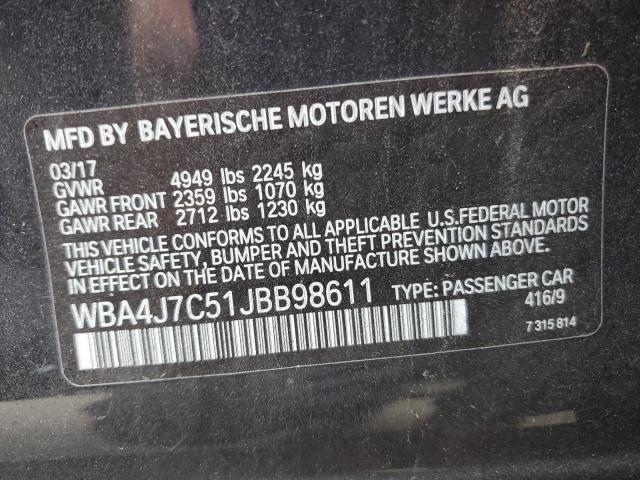 MFD BY BAYERISCHE MOTOREN WERKE AG
03/17
GVWR 4949 lbs 2245 kg
GAWR FRONT 2359 lbs 1070 kg
GAWR REAR 2712 lbs 1230 kg
THIS VEHICLE CONFORMS TO ALL APPLICABLE U.S.FEDERAL MOTOR
VEHICLE SAFETY, BUMPER AND THEFT PREVENTION STANDARDS
IN EFFECT ON THE DATE OF MANUFACTURE SHOWN ABOVE.
WBA4J7C51JBB98611 TYPE: PASSENGER CAR
416/9
7 315 814